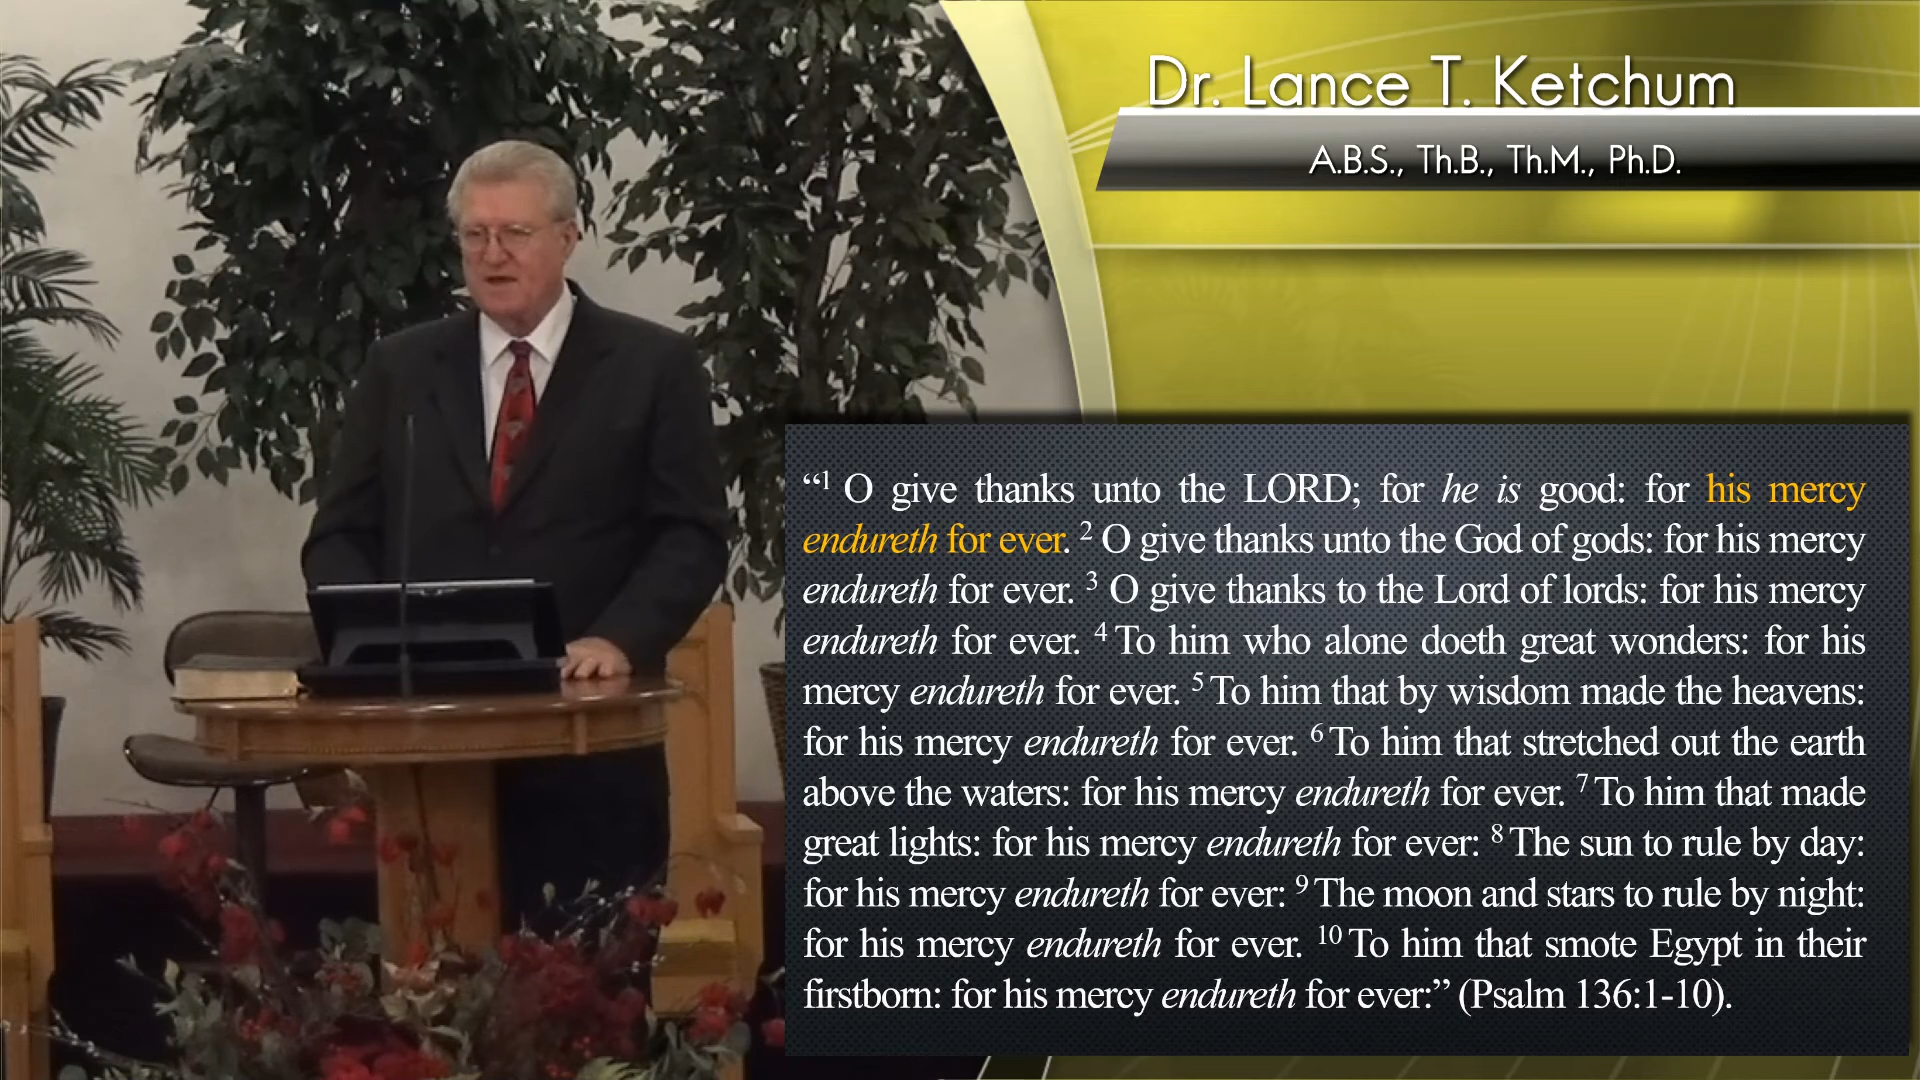 Dr. Lance T. Ketchum
A.B.S., Th.B., Th.M., Ph.D.
“1 O give thanks unto the LORD; for he is good: for his mercy
endureth for ever. 2 O give thanks unto the God of gods: for his mercy
endureth for ever. 3 O give thanks to the Lord of lords: for his mercy
endureth for ever. 4 To him who alone doeth great wonders: for his
mercy endureth for ever. 5 To him that by wisdom made the heavens:
for his mercy endureth for ever. 6 To him that stretched out the earth
above the waters: for his mercy endureth for ever. 7 To him that made
great lights: for his mercy endureth for ever: 8 The sun to rule by day:
for his mercy endureth for ever: 9 The moon and stars to rule by night:
for his mercy endureth for ever. 10 To him that smote Egypt in their
firstborn: for his mercy endureth for ever:” (Psalm 136:1-10).